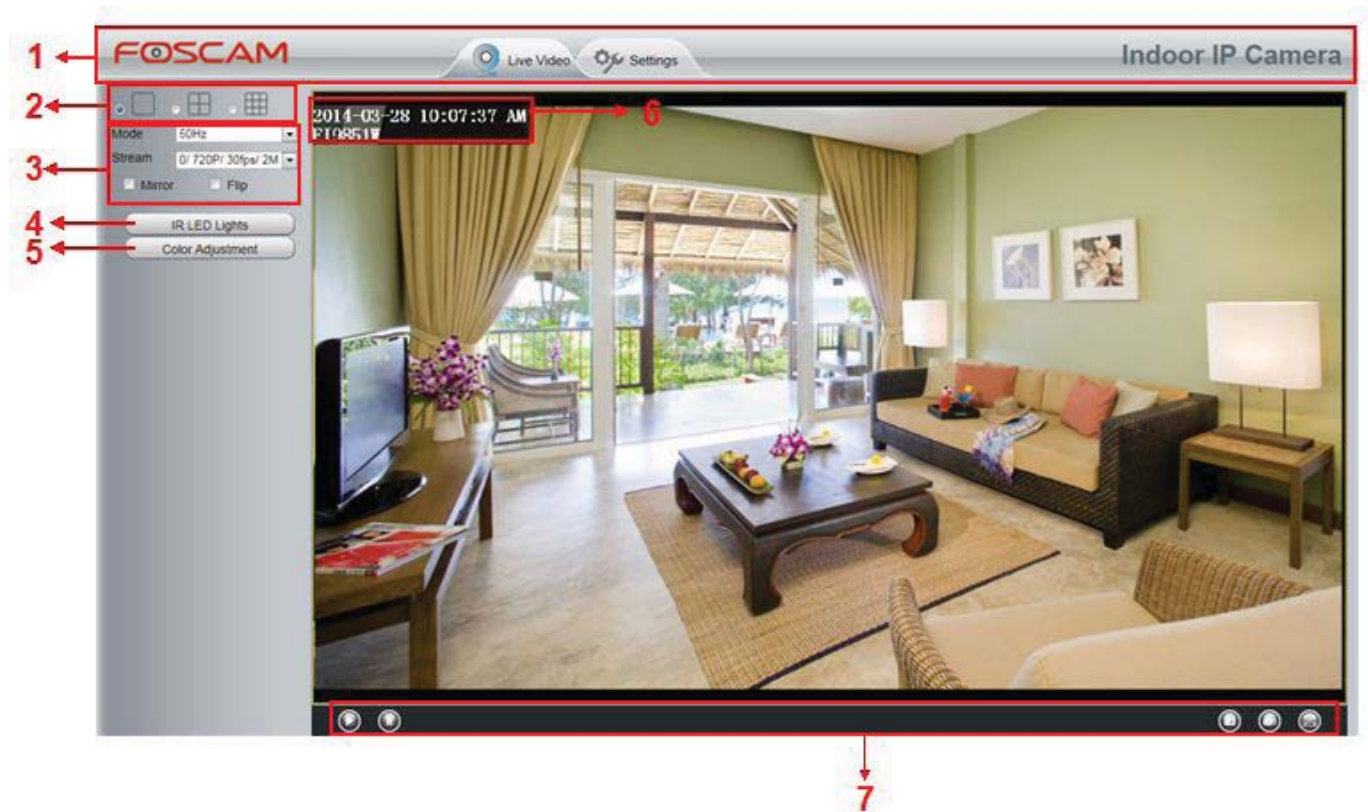 1
FOSCAM
Live Video
Settings
Indoor IP Camera
2
3
Mode
50Hz
Stream
0/ 720P/ 30fps/ 2M
Mirror
Flip
4
IR LED Lights
5
Color Adjustment
6
2014-03-28 10:07:37 AM
FI9851W
7